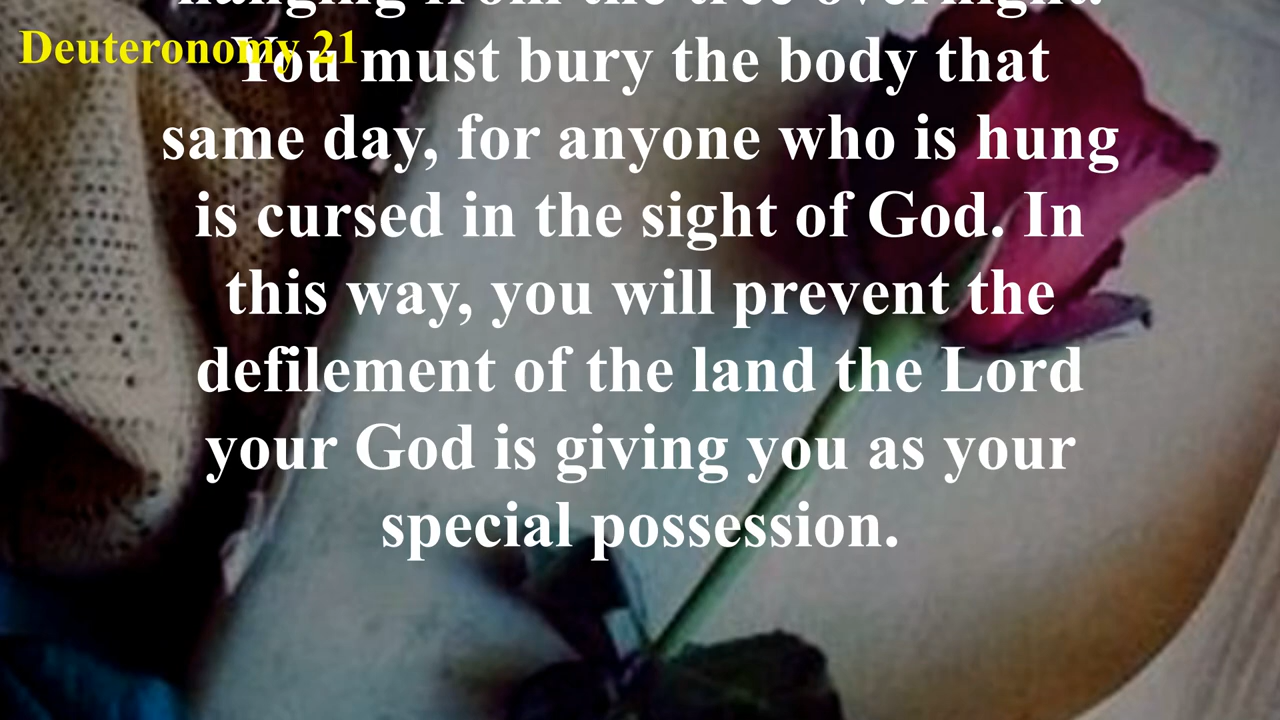 hanging from the tree overnight.
Deuteronomy 21
You must bury the body that
same day, for anyone who is hung
is cursed in the sight of God. In
this way, you will prevent the
defilement of the land the Lord
your God is giving you as your
special possession.